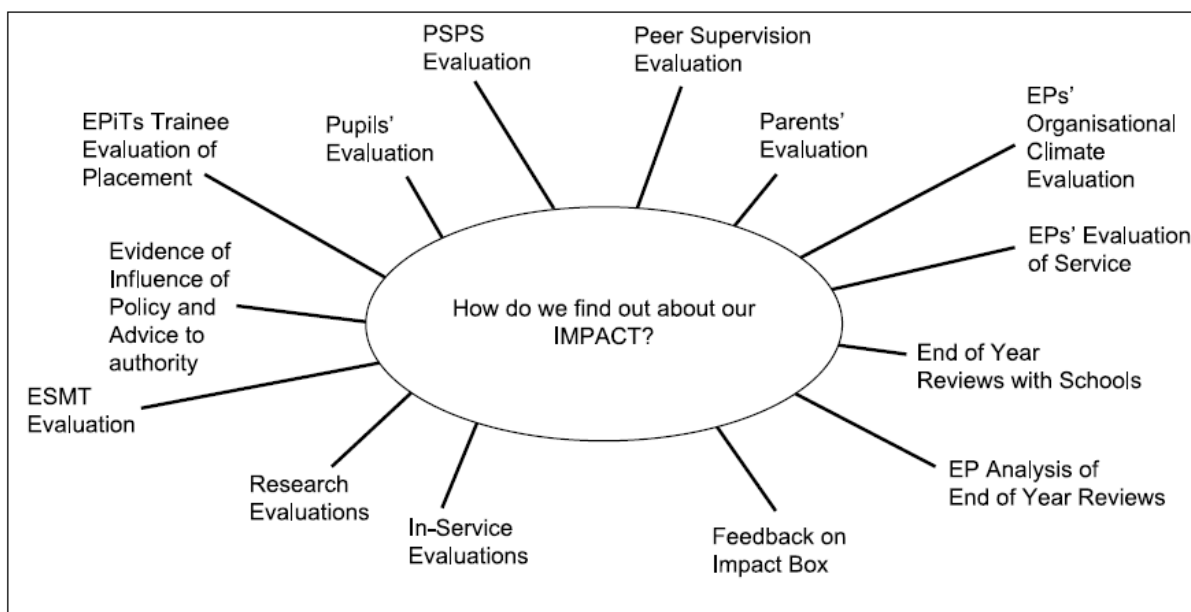 PSPS
Evaluation
Peer Supervision
Evaluation
EPiTs Trainee
Evaluation of
Placement
Pupils'
Evaluation
Parents'
Evaluation
EPs'
Organisational
Climate
Evaluation
Evidence of
Influence of
Policy and
Advice to
authority
EPs' Evaluation
of Service
How do we find out about our
IMPACT?
End of Year
Reviews with Schools
ESMT
Evaluation
Research
Evaluations
In-Service
Evaluations
Feedback on
Impact Box
EP Analysis of
End of Year Reviews